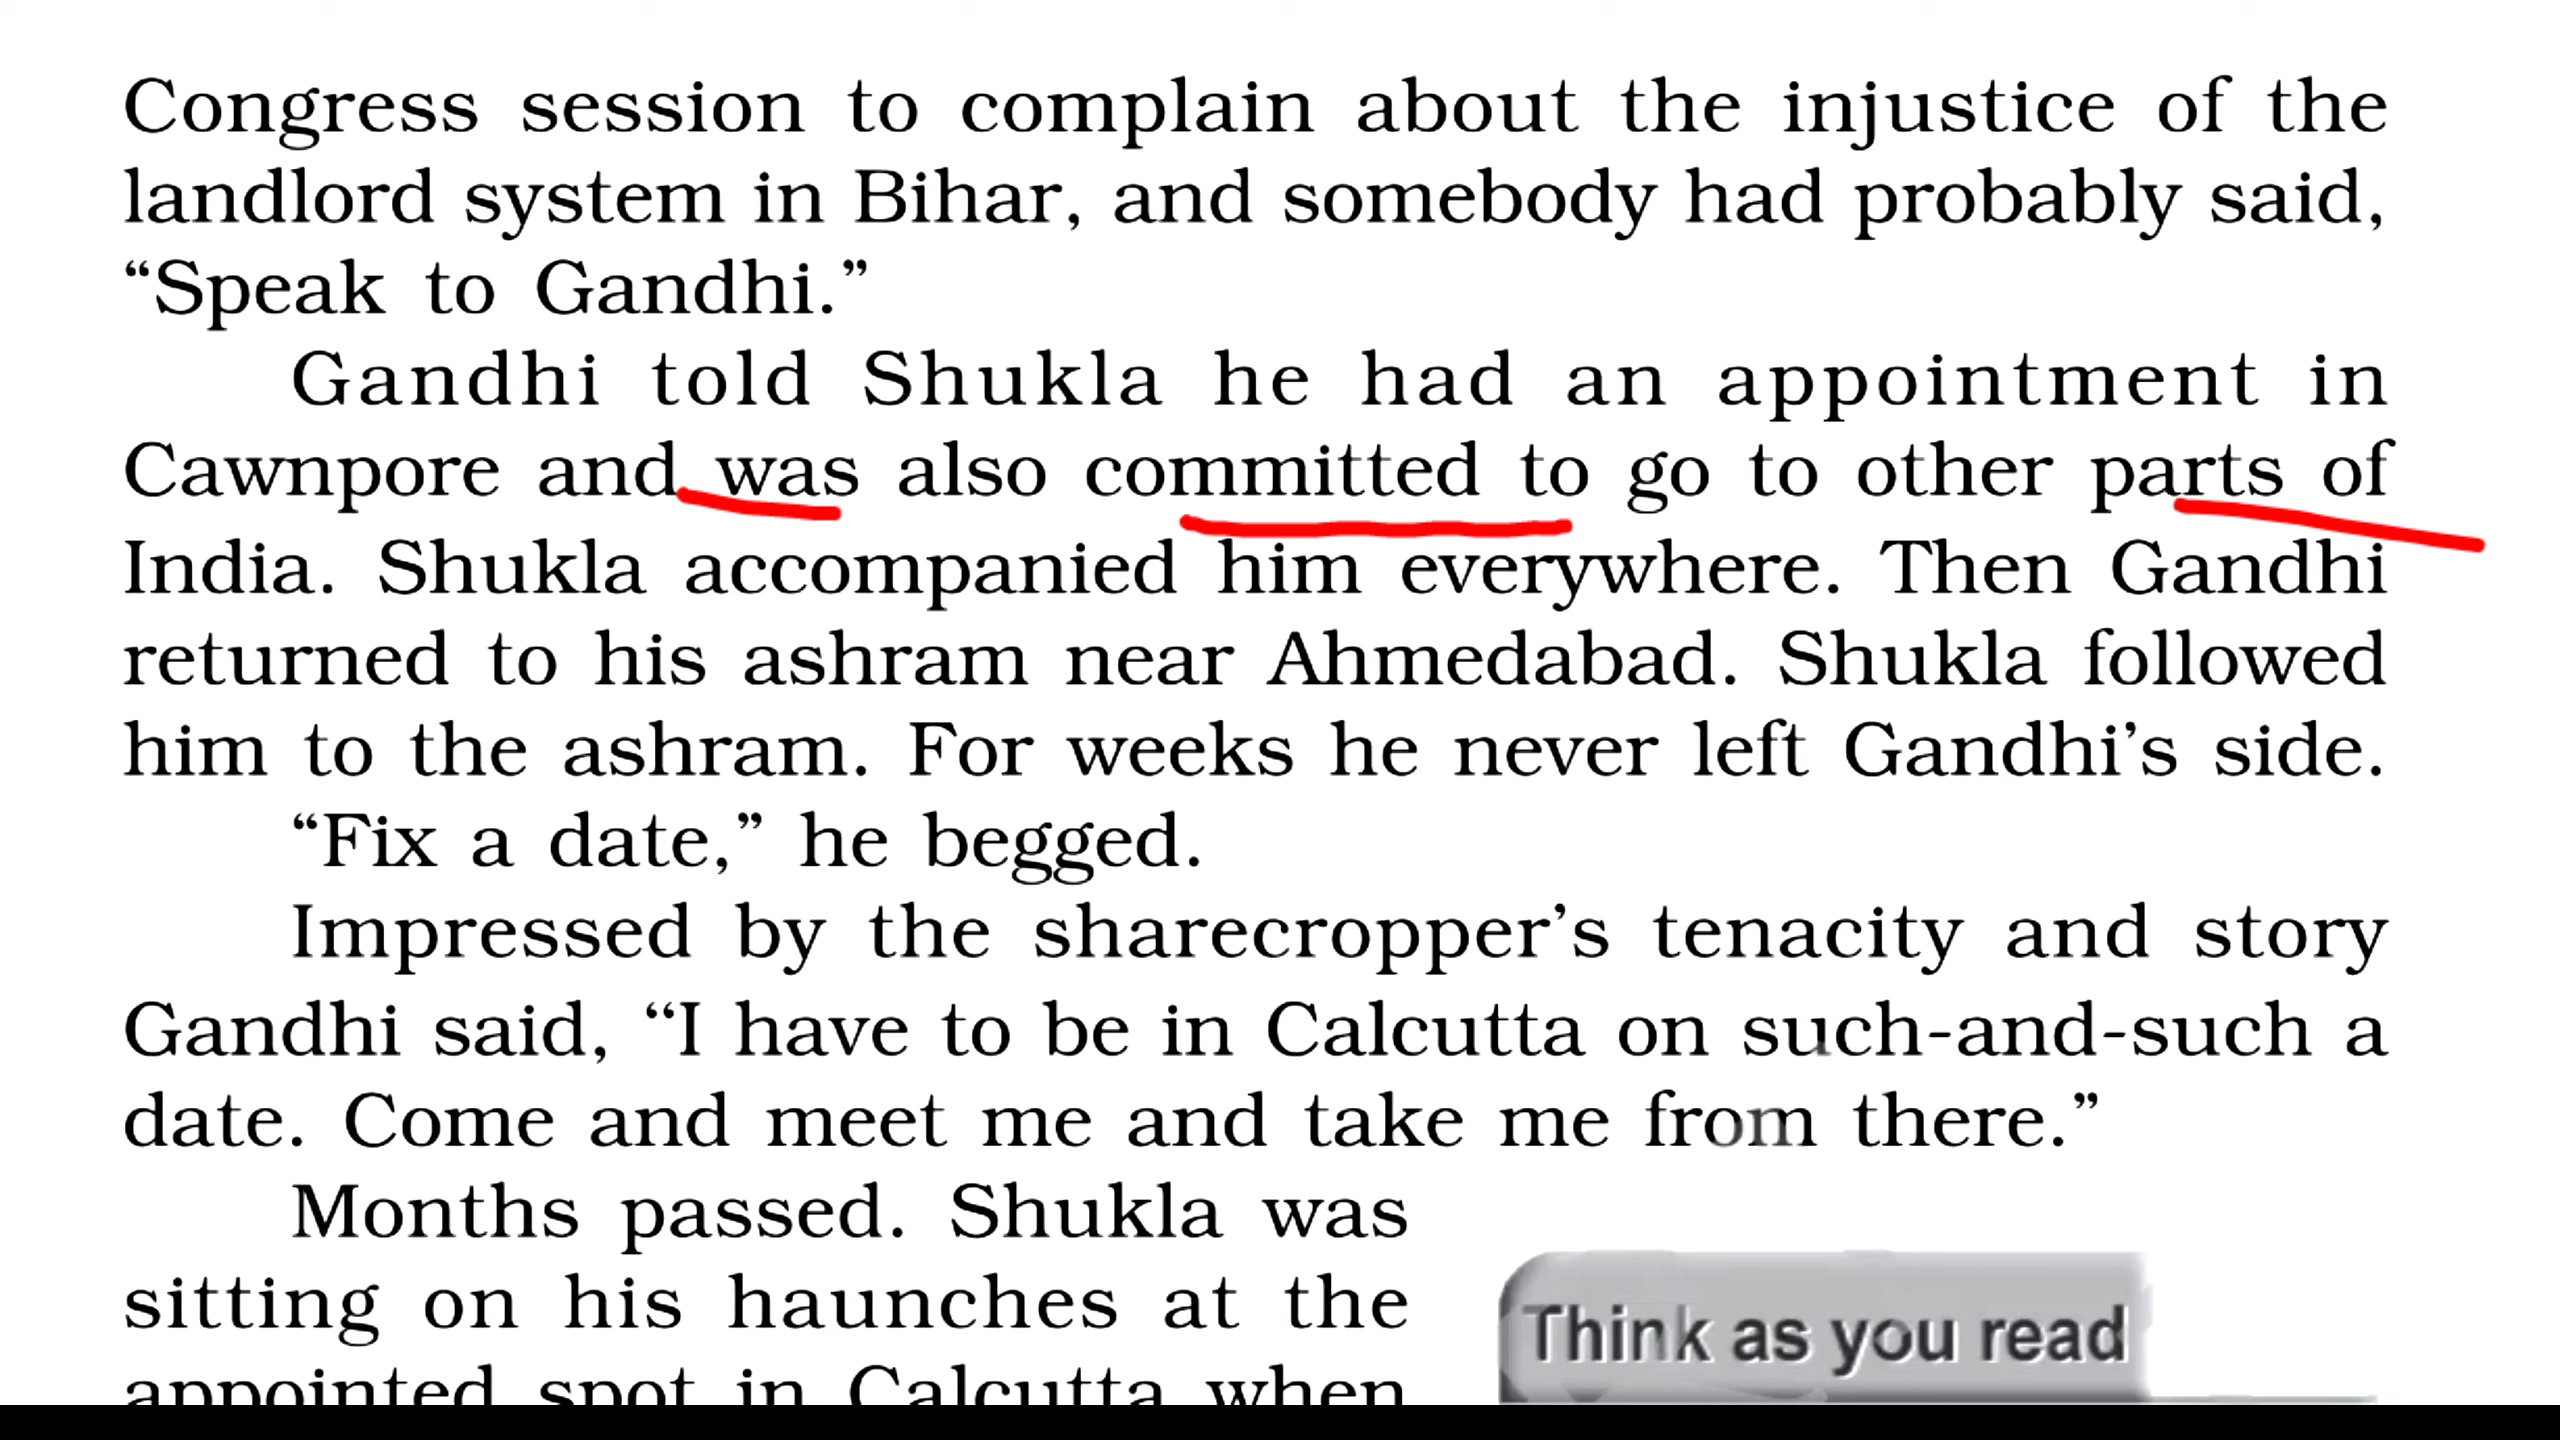 Congress session to complain about the injustice of the
landlord system in Bihar, and somebody had probably said,
“Speak to Gandhi.”
Gandhi told Shukla he had an appointment in
Cawnpore and was also committed to go to other parts of
India. Shukla accompanied him everywhere. Then Gandhi
returned to his ashram near Ahmedabad. Shukla followed
him to the ashram. For weeks he never left Gandhi’s side.
“Fix a date,” he begged.
Impressed by the sharecropper’s tenacity and story
Gandhi said, “I have to be in Calcutta on such-and-such a
date. Come and meet me and take me from there.”
Months passed. Shukla was
sitting on his haunches at the
appointed spot in Calcutta when
Think as you read